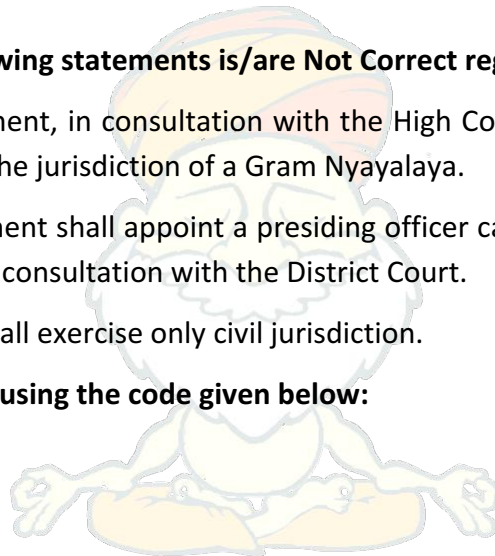 wing statements is/are Not Correct reg
nent, in consultation with the High Co
he jurisdiction of a Gram Nyayalaya.
nent shall appoint a presiding officer ca
consultation with the District Court.
all exercise only civil jurisdiction.
using the code given below: